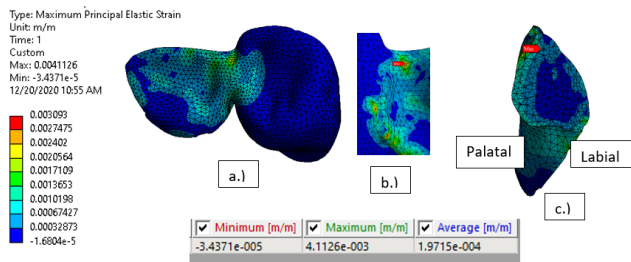 Type: Maximum Principal Elastic Strain
Unit: m/m
Time: 1
Custom
Max: 0.0041126
Min: -3.4371e-5
12/20/2020 10:55 AM
0.003093
0.0027475
0.002402
0.0020564
0.0017109
0.0013653
0.0010198
0.00067427
0.00032873
-1.6804e-5
Max
Palatal
Labial
a.)
b.)
c.)
Minimum [m/m] Maximum [m/m] Average [m/m]
-3.4371e-005 4.1126e-003 1.9715e-004